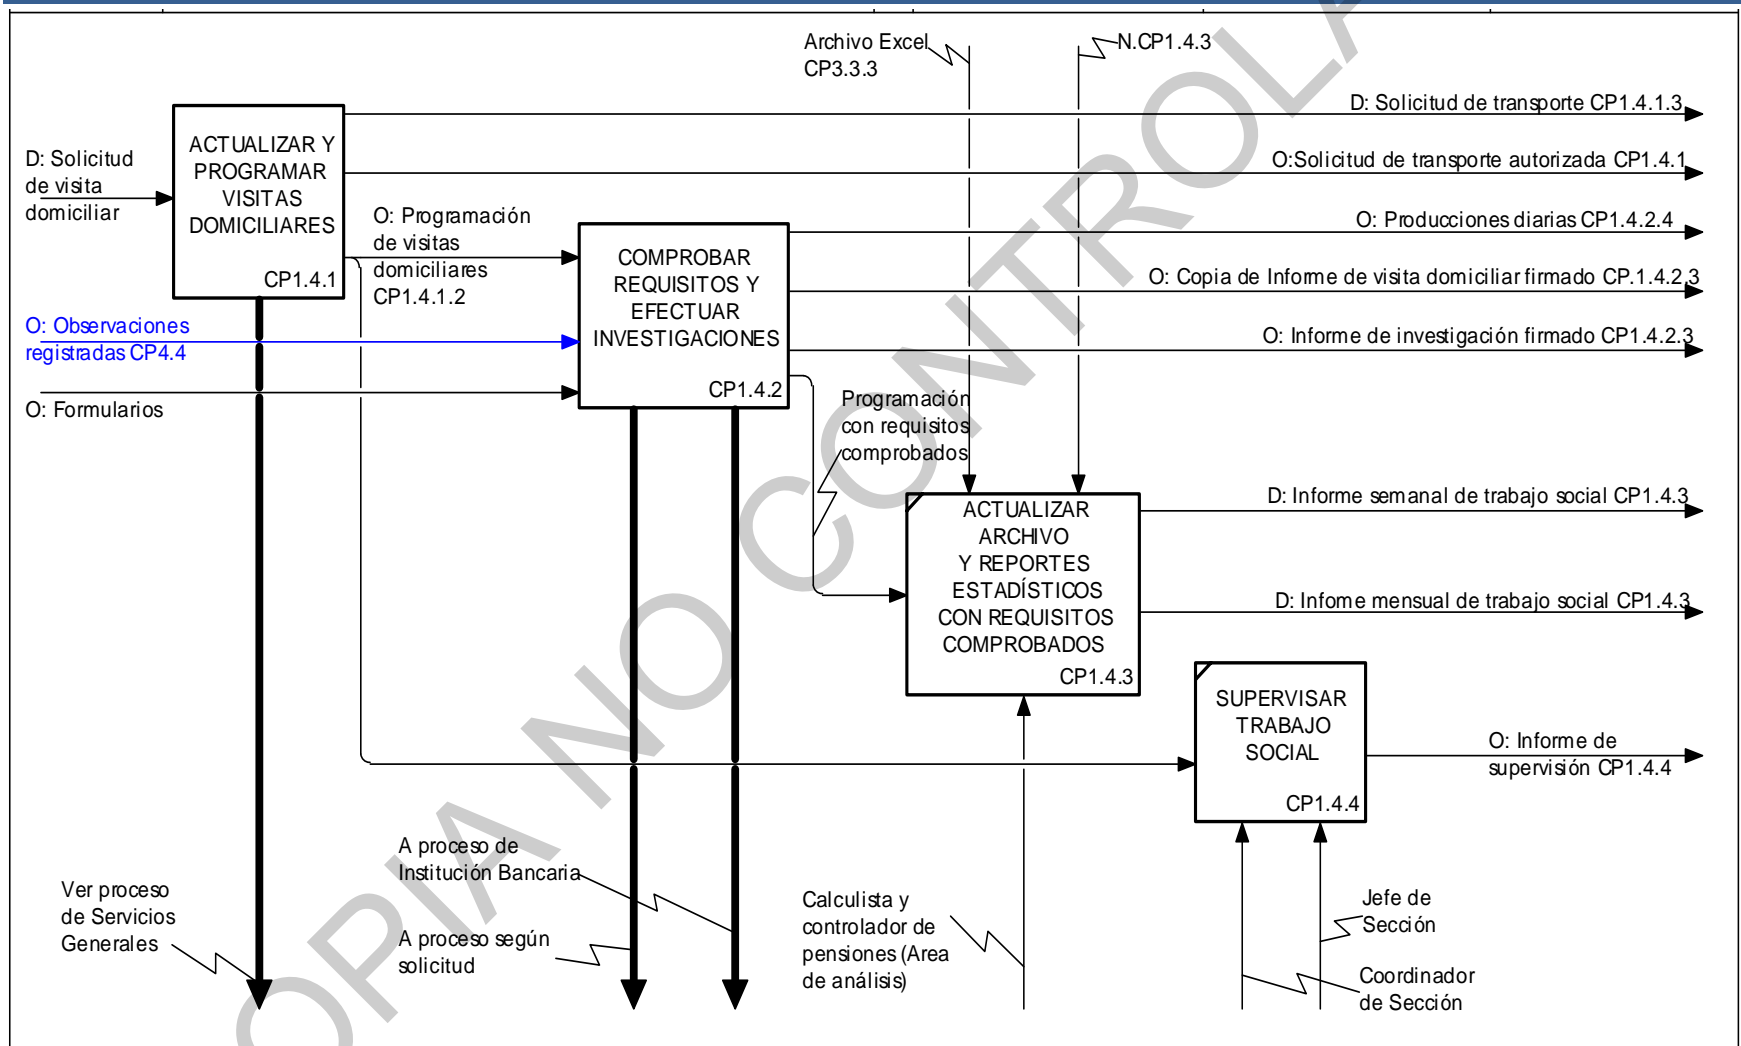 Archivo Excel
CP3.3.3
N.CP1.4.3
D: Solicitud de transporte CP1.4.1.3
ACTUALIZAR Y
PROGRAMAR
VISITAS
DOMICILIARES
CP1.4.1
D: Solicitud
de visita
domiciliar
O:Solicitud de transporte autorizada CP1.4.1
O: Programación
de visitas
domiciliares
CP1.4.1.2
O: Producciones diarias CP1.4.2.4
COMPROBAR
REQUISITOS Y
EFECTUAR
INVESTIGACIONES
CP1.4.2
O: Copia de Informe de visita domiciliar firmado CP.1.4.2,3
O: Observaciones
registradas CP4.4
O: Informe de investigación firmado CP1.4.2.3
O: Formularios
Programación
con requisitos
comprobados
D: Informe semanal de trabajo social CP1.4.3
ACTUALIZAR
ARCHIVO
Y REPORTES
ESTADÍSTICOS
CON REQUISITOS
COMPROBADOS
CP1.4.3
D: Infome mensual de trabajo social CP1.4.3
SUPERVISAR
TRABAJO
SOCIAL
CP1.4.4
O: Informe de
supervisión CP1.4.4
A proceso de
Institución Bancaria
Ver proceso
de Servicios
Generales
A proceso según
solicitud
Calculista y
controlador de
pensiones (Area
de análisis)
Jefe de
Sección
Coordinador
de Sección
OPIA NO CONTROLA